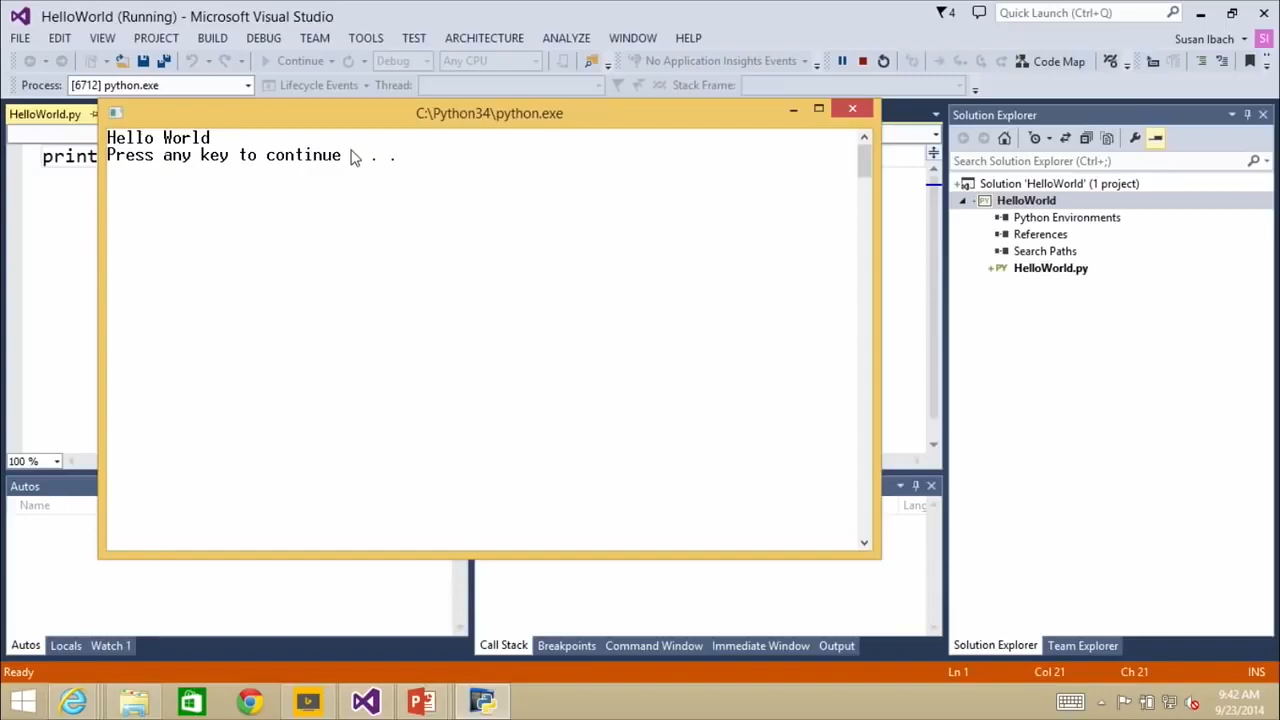 HelloWorld (Running) - Microsoft Visual Studio
4
Quick Launch (Ctrl+Q)
FILE EDIT VIEW PROJECT BUILD DEBUG TEAM TOOLS TEST ARCHITECTURE ANALYZE WINDOW HELP
Susan Ibach
SI
Continue Debug Any CPU No Application Insights Events Code Map
Process: [6712] python.exe Lifecycle Events Thread: Stack Frame:
HelloWorld.py
C:\Python34\python.exe
Hello World
Press any key to continue . . .
print
Solution Explorer
Search Solution Explorer (Ctrl+;)
Solution 'HelloWorld' (1 project)
PY HelloWorld
Python Environments
References
Search Paths
PY HelloWorld.py
100 %
Autos
Name
Lang
Autos Locals Watch 1
Call Stack Breakpoints Command Window Immediate Window Output
Solution Explorer Team Explorer
Ready
Ln 1 Col 21 Ch 21 INS
9:42 AM
9/23/2014